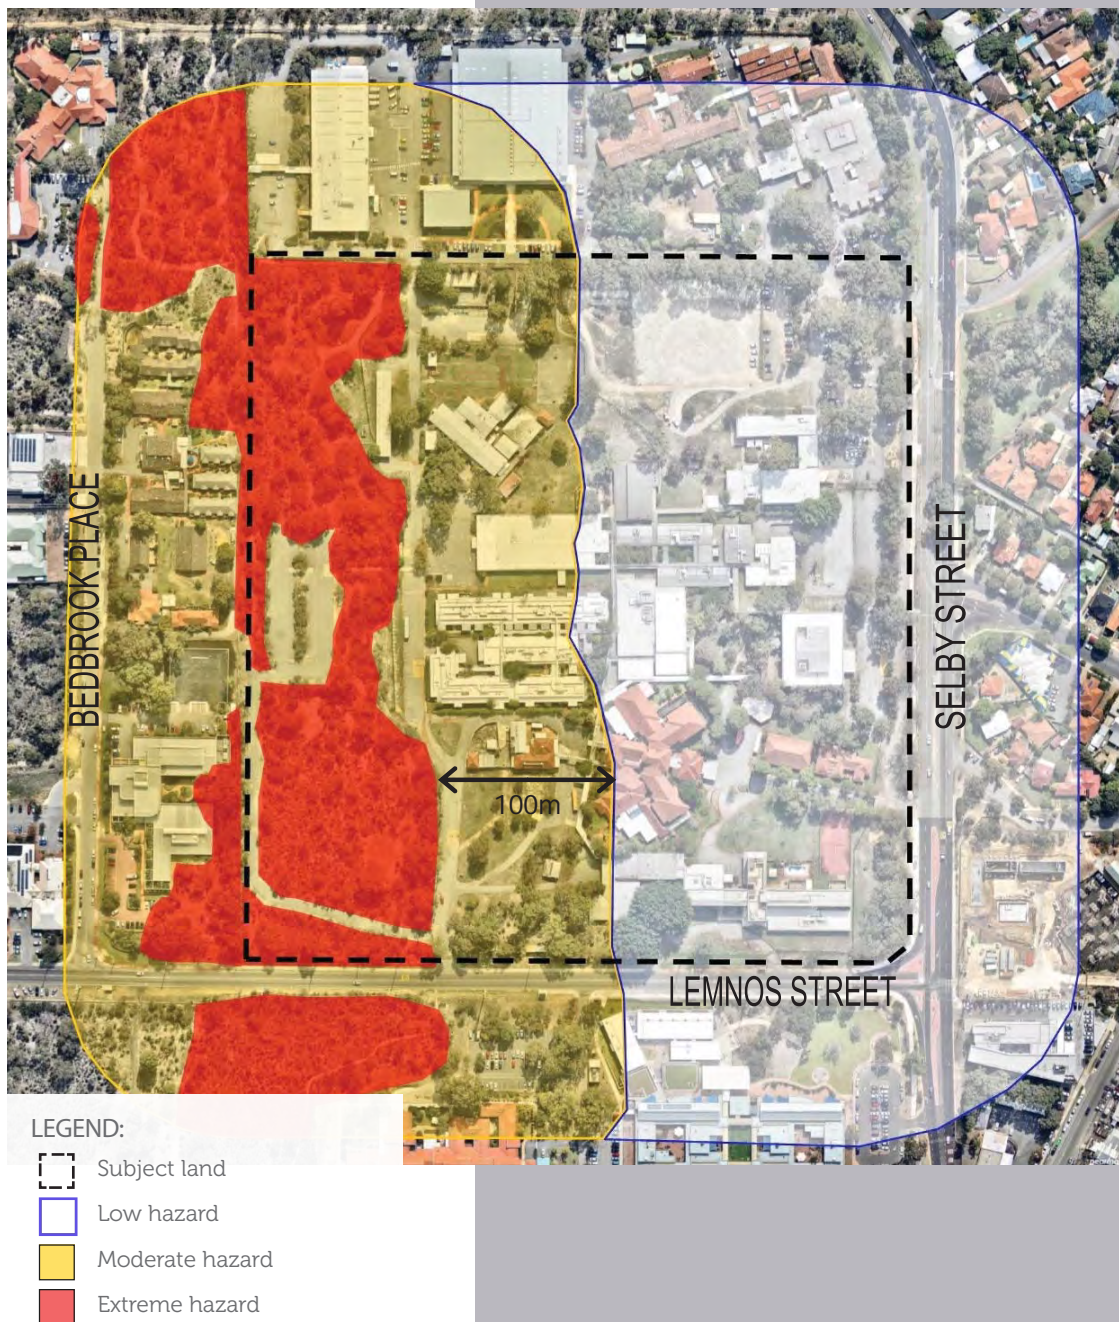 BEDBROOK PLACE
SELBY STREET
100m
LEMNOS STREET
LEGEND:
Subject land
Low hazard
Moderate hazard
Extreme hazard